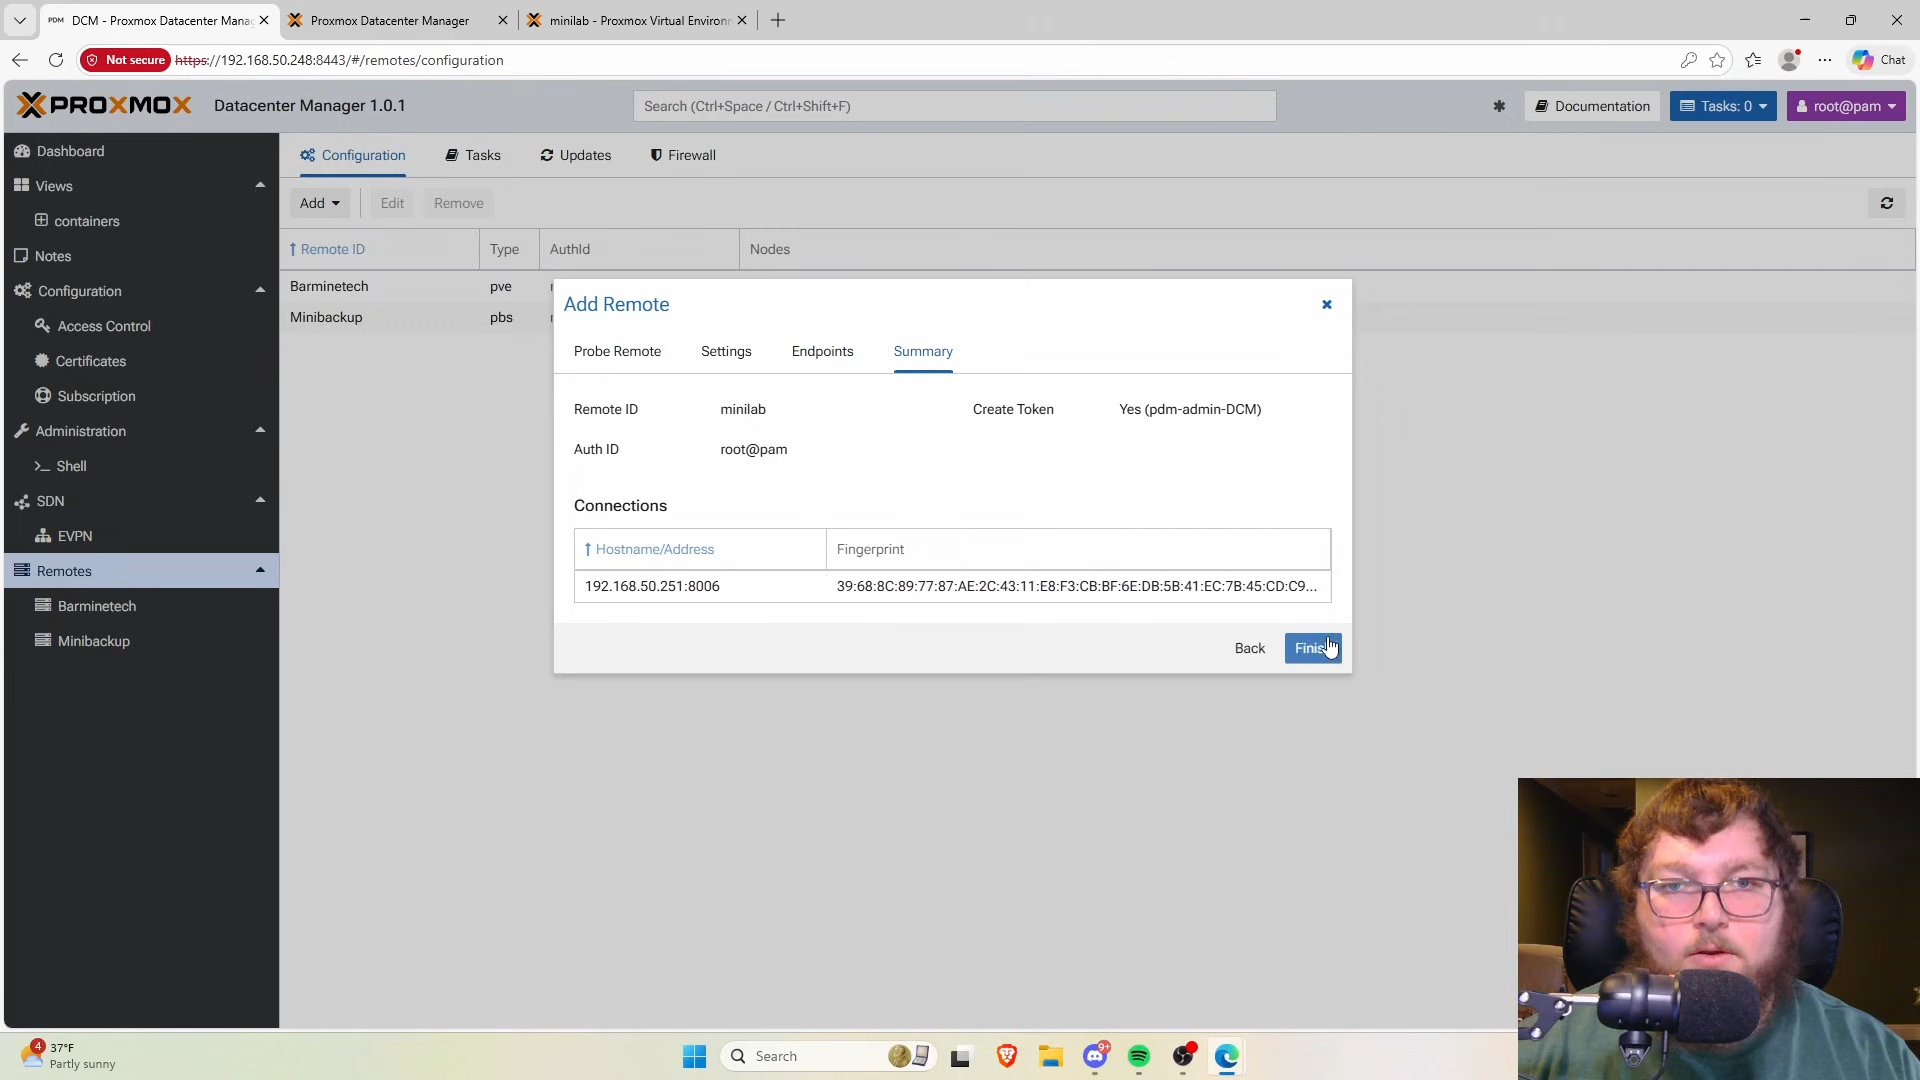 PDM DCM - Proxmox Datacenter Mana
Proxmox Datacenter Manager
minilab - Proxmox Virtual Environ
Not secure https://192.168.50.248:8443/#/remotes/configuration
Chat
PROXMOX Datacenter Manager 1.0.1
Search (Ctrl+Space / Ctrl+Shift+F)
Documentation
Tasks: 0
root@pam
Dashboard
Views
containers
Notes
Configuration
Access Control
Certificates
Subscription
Administration
Shell
SDN
EVPN
Remotes
Barminetech
Minibackup
Configuration Tasks Updates Firewall
Add Edit Remove
Remote ID Type AuthId Nodes
Barminetech pve
Minibackup pbs
Add Remote
Probe Remote Settings Endpoints Summary
Remote ID minilab Create Token Yes (pdm-admin-DCM)
Auth ID root@pam
Connections
Hostname/Address Fingerprint
192.168.50.251:8006 39:68:8C:89:77:87:AE:2C:43:11:E8:F3:CB:BF:6E:DB:5B:41:EC:7B:45:CD:C9...
Back Finis
4 37°F
Partly sunny
Search
9+